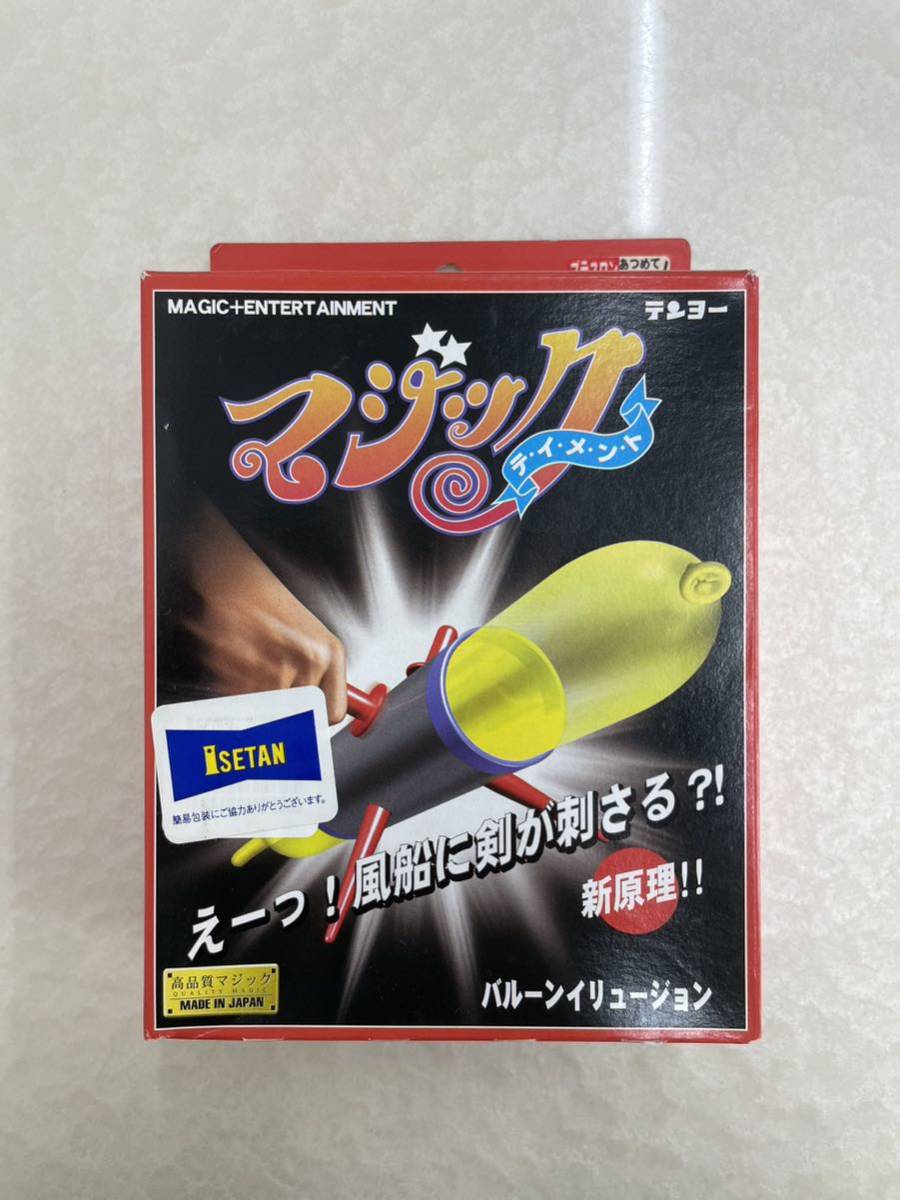 あつめて!
MAGIC+ENTERTAINMENT
テンヨー
マジック
テ・イ・メ・ン・ト
ISETAN
簡易包装にご協力ありがとうございます。
えーっ!風船に剣が刺さる?!
新原理!!
高品質マジック
QUALITY MAGIC
MADE IN JAPAN
バルーンイリュージョン